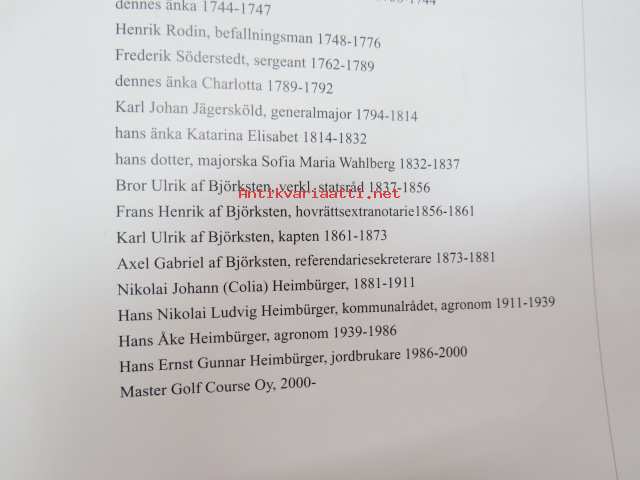 dennes änka 1744-1747
Henrik Rodin, befallningsman 1748-1776
Frederik Söderstedt, sergeant 1762-1789
dennes änka Charlotta 1789-1792
Karl Johan Jägersköld, generalmajor 1794-1814
hans änka Katarina Elisabet 1814-1832
hans dotter, majorska Sofia Maria Wahlberg 1832-1837
Bror Ulrik af Björksten, verkl. statsråd 1837-1856
Antikvariaatti.net
Frans Henrik af Björksten, hovrättsextranotarie1856-1861
Karl Ulrik af Björksten, kapten 1861-1873
Axel Gabriel af Björksten, referendariesekreterare 1873-1881
Nikolai Johann (Colia) Heimbürger, 1881-1911
Hans Nikolai Ludvig Heimbürger, kommunalrådet, agronom 1911-1939
Hans Åke Heimbürger, agronom 1939-1986
Hans Ernst Gunnar Heimbürger, jordbrukare 1986-2000
Master Golf Course Oy, 2000-